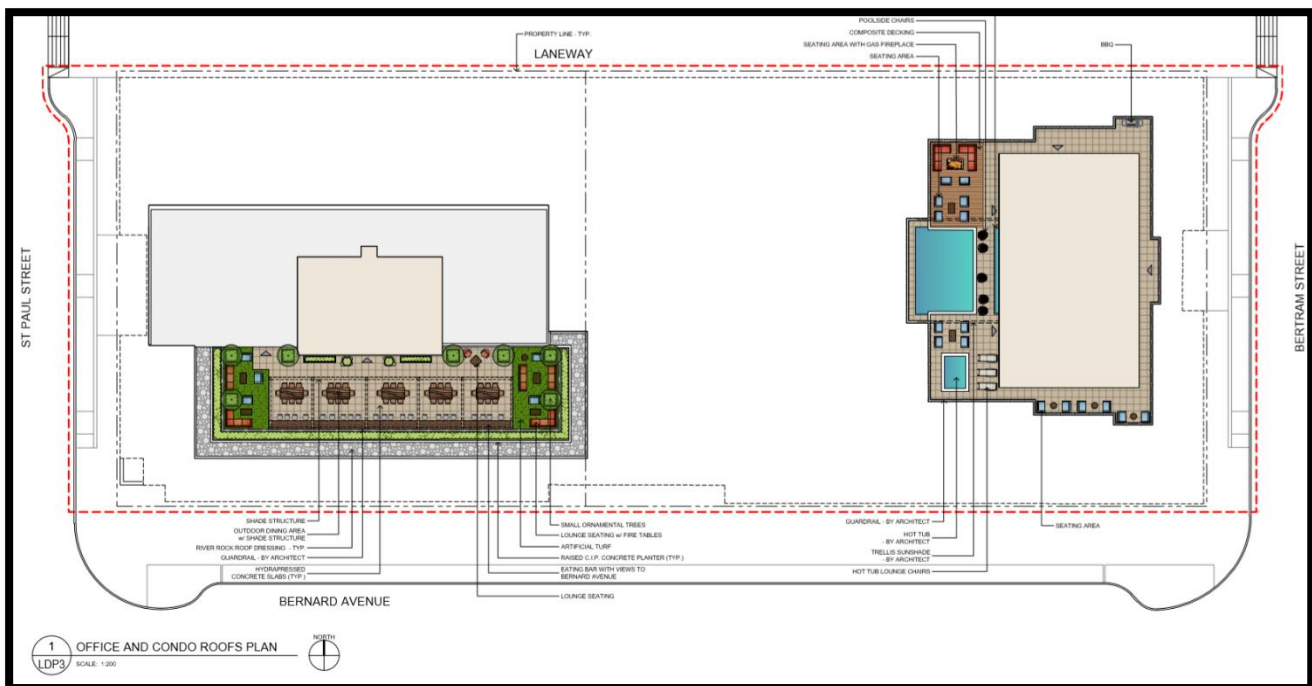 POOLSIDE CHAIRS
COMPOSITE DECKING
PROPERTY LINE - TYP.
SEATING AREA WITH GAS FIREPLACE
BBQ
LANEWAY
SEATING AREA
ST PAUL STREET
BERTRAM STREET
SHADE STRUCTURE
OUTDOOR DINING AREA
w/ SHADE STRUCTURE
RIVER ROCK ROOF DRESSING - TYP.
GUARDRAIL - BY ARCHITECT
HYDRAPRESSED
CONCRETE SLABS (TYP.)
SMALL ORNAMENTAL TREES
LOUNGE SEATING w/ FIRE TABLES
ARTIFICIAL TURF
RAISED C.I.P. CONCRETE PLANTER (TYP.)
EATING BAR WITH VIEWS TO
BERNARD AVENUE
LOUNGE SEATING
GUARDRAIL - BY ARCHITECT
HOT TUB
- BY ARCHITECT
TRELLIS SUNSHADE
- BY ARCHITECT
HOT TUB LOUNGE CHAIRS
SEATING AREA
BERNARD AVENUE
1
LDP3
OFFICE AND CONDO ROOFS PLAN
SCALE: 1:200
NORTH